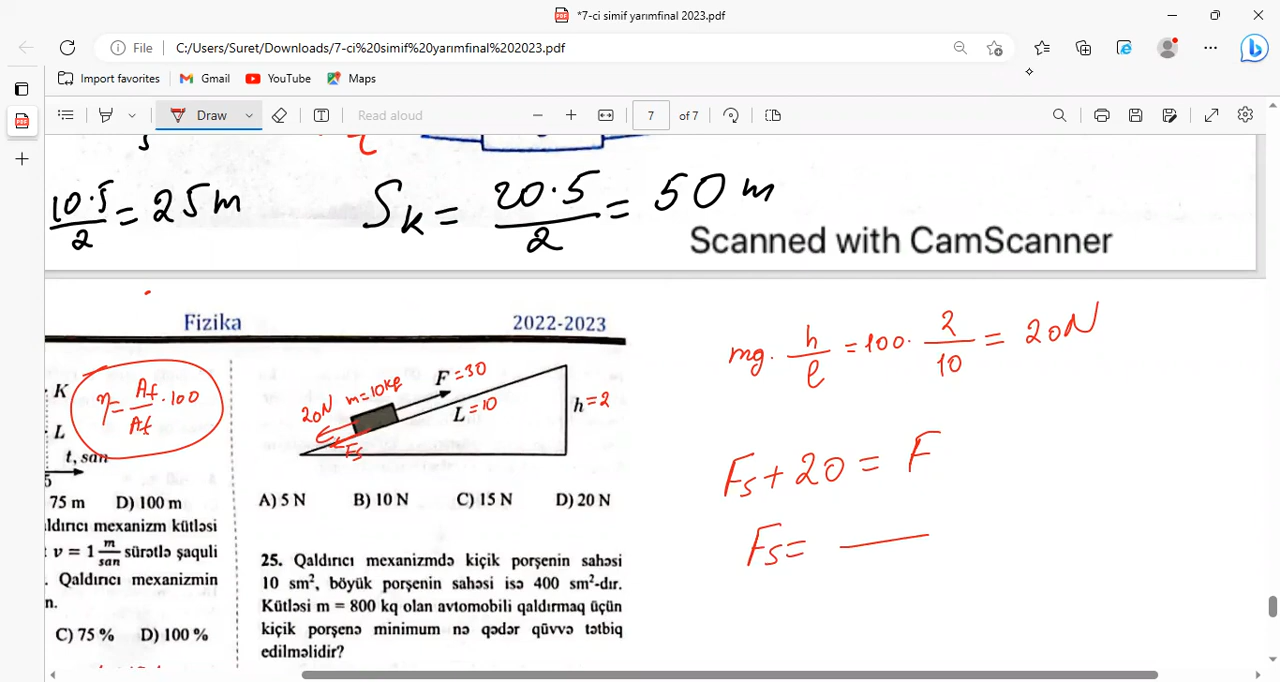 *7-ci simif yarımfinal 2023.pdf
File
C:/Users/Suret/Downloads/7-ci%20simif%20yarımfinal%202023.pdf
Import favorites
Gmail
YouTube
Maps
Draw
Read aloud
7
of 7
10·5/2 = 25 m
Sk = 20·5/2 = 50 m
Scanned with CamScanner
Fizika
2022-2023
mg · h/l = 100 · 2/10 = 20N
K
η = Af/Af · 100
L
t, san
5
20N
m=10kq
F = 30
L = 10
h = 2
Fs
Fs + 20 = F
Fs =
75 m D) 100 m
A) 5 N B) 10 N C) 15 N D) 20 N
ldırıcı mexanizm kütləsi
v = 1 m/san sürətlə şaquli
. Qaldırıcı mexanizmin
n.
C) 75 % D) 100 %
25. Qaldırıcı mexanizmdə kiçik porşenin sahəsi
10 sm², böyük porşenin sahəsi isə 400 sm²-dır.
Kütləsi m = 800 kq olan avtomobili qaldırmaq üçün
kiçik porşenə minimum nə qədər qüvvə tətbiq
edilməlidir?